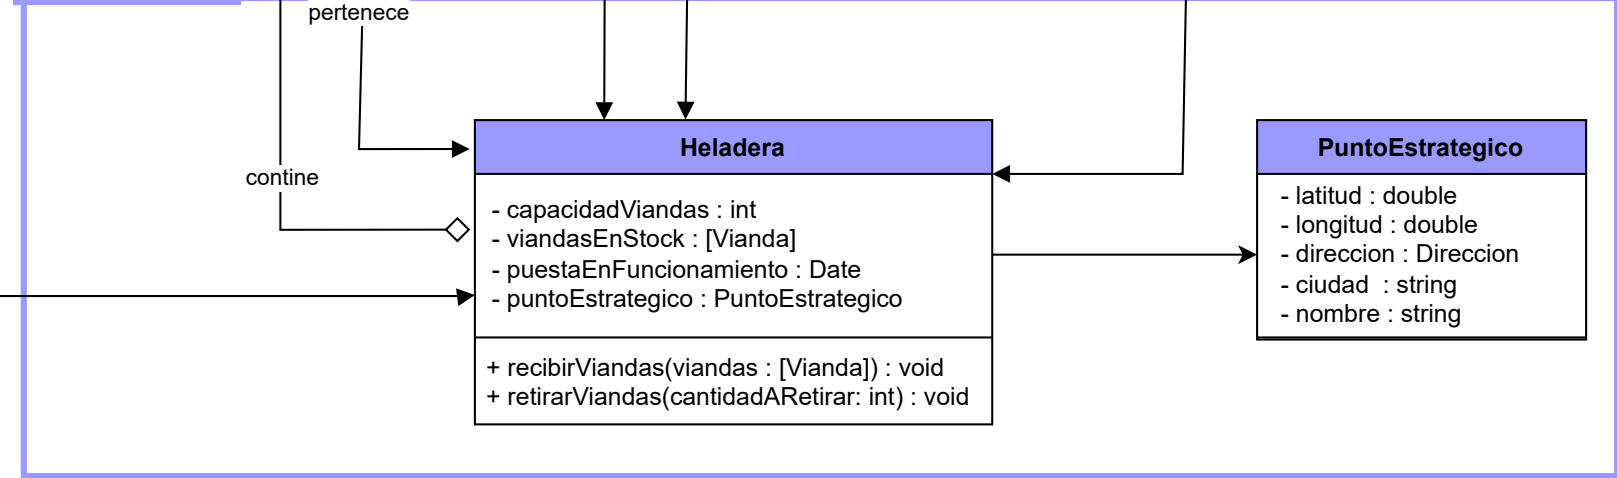 pertenece
contine
Heladera
- capacidadViandas : int
- viandasEnStock : [Vianda]
- puestaEnFuncionamiento : Date
- puntoEstrategico : PuntoEstrategico
+ recibirViandas(viandas : [Vianda]) : void
+ retirarViandas(cantidadARetirar: int) : void
PuntoEstrategico
- latitud : double
- longitud : double
- direccion : Direccion
- ciudad  : string
- nombre : string